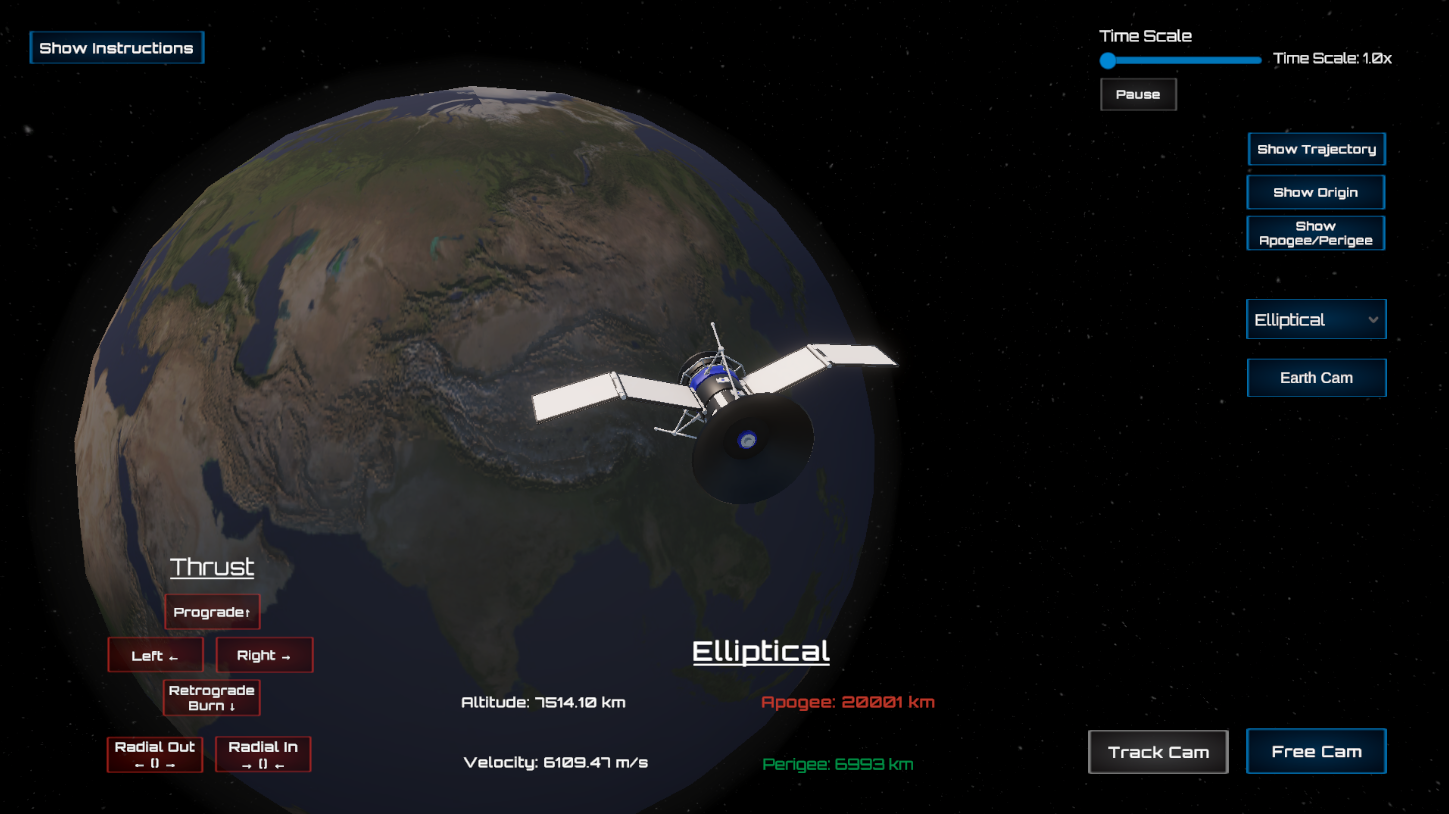 Show Instructions
Time Scale
Time Scale: 1.0x
Pause
Show Trajectory
Show Origin
Show
Apogee/Perigee
Elliptical
Earth Cam
Thrust
Prograde↑
Left ←
Right →
Retrograde
Burn ↓
Radial Out
← () →
Radial In
→ () ←
Elliptical
Altitude: 7514.10 km
Apogee: 20001 km
Velocity: 6109.47 m/s
Perigee: 6993 km
Track Cam
Free Cam